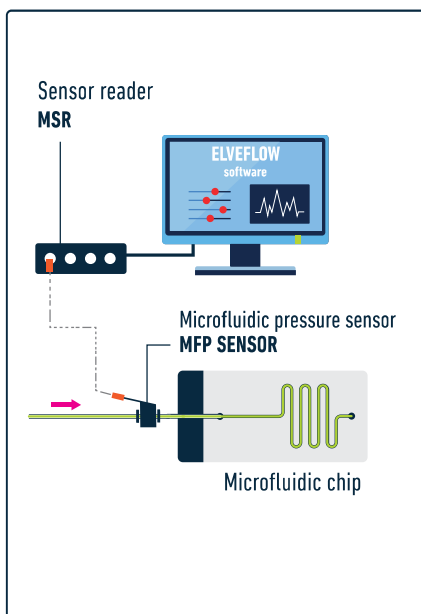 Sensor reader
MSR
ELVEFLOW
software
Microfluidic pressure sensor
MFP SENSOR
Microfluidic chip